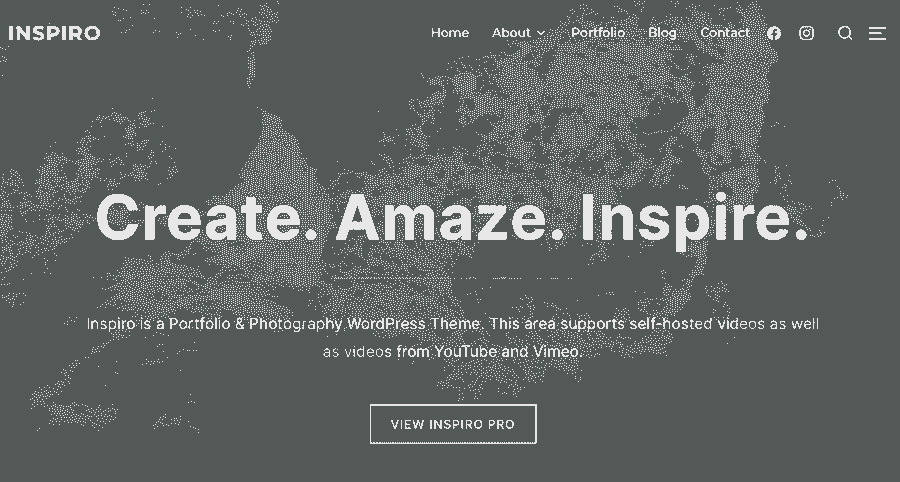 INSPIRO
Home About Portfolio Blog Contact
Create. Amaze. Inspire.
Inspiro is a Portfolio & Photography WordPress Theme. This area supports self-hosted videos as well
as videos from YouTube and Vimeo.
VIEW INSPIRO PRO